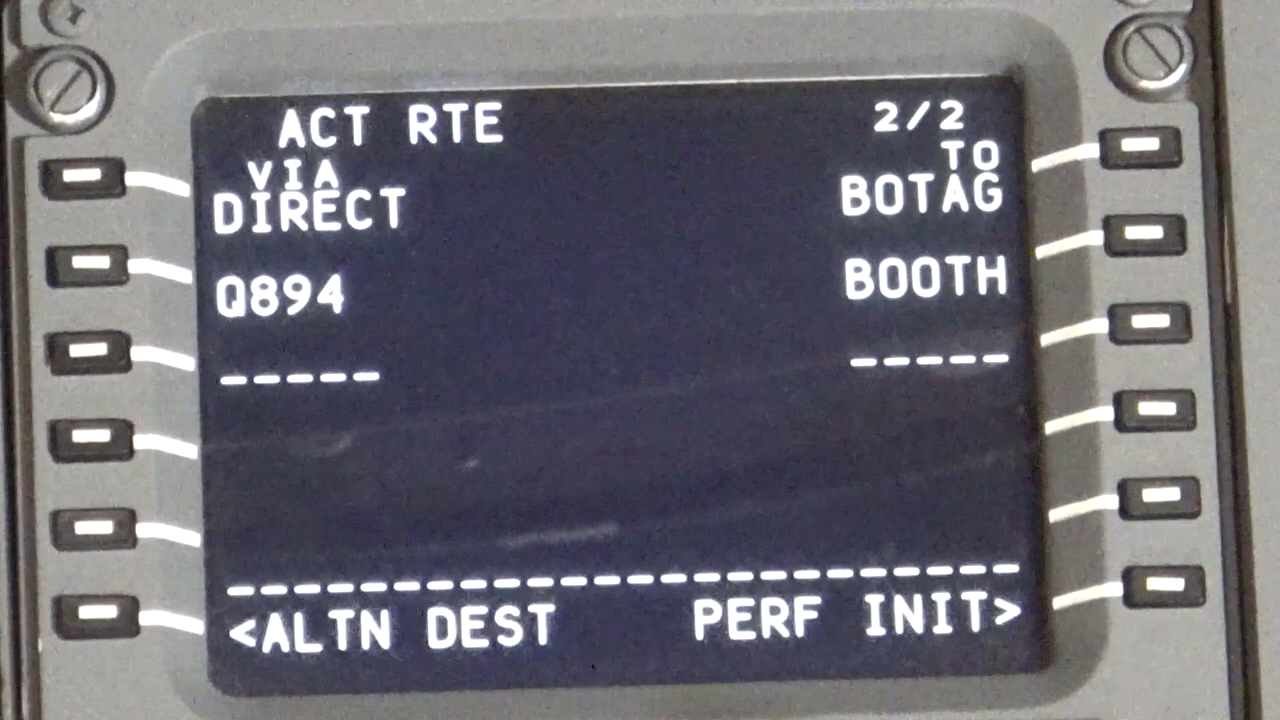 ACT RTE 2/2
VIA TO
DIRECT BOTAG
Q894 BOOTH
----- -----
------------------------
<ALTN DEST PERF INIT>